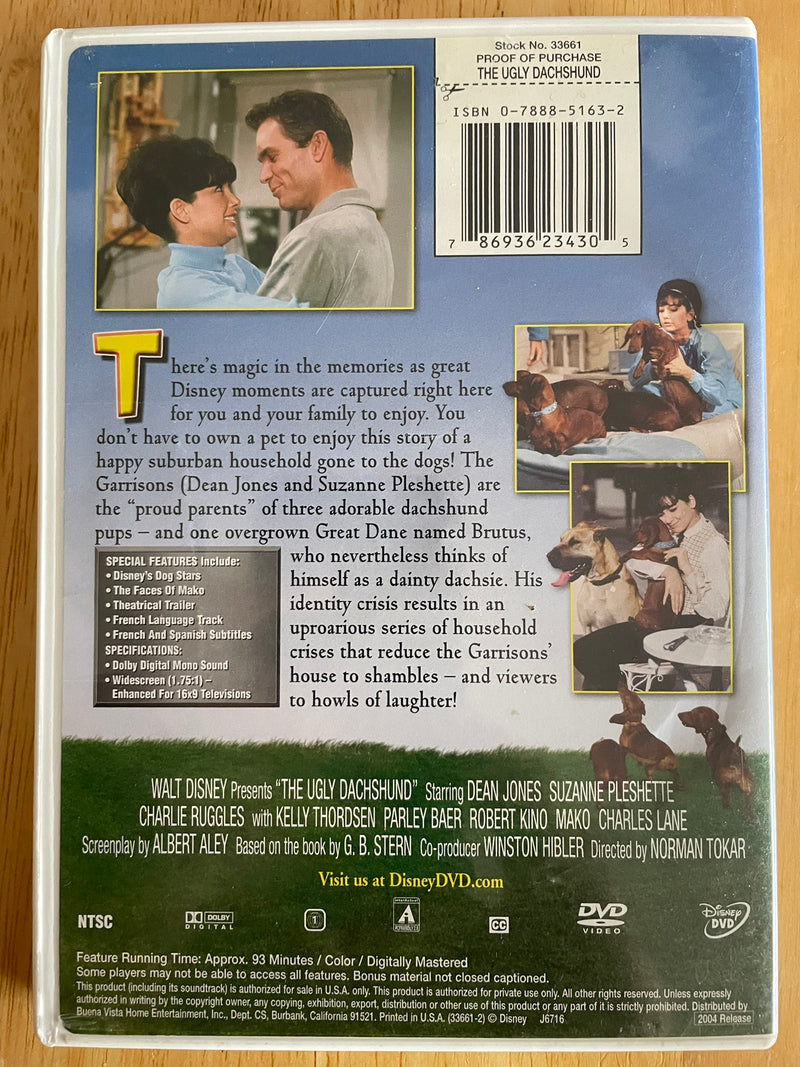 Stock No. 33661
PROOF OF PURCHASE
THE UGLY DACHSHUND
ISBN 0-7888-5163-2
7 86936 23430 5
There's magic in the memories as great
Disney moments are captured right here
for you and your family to enjoy. You
don't have to own a pet to enjoy this story of a
happy suburban household gone to the dogs! The
Garrisons (Dean Jones and Suzanne Pleshette) are
the “proud parents” of three adorable dachshund
pups – and one overgrown Great Dane named Brutus,
who nevertheless thinks of
himself as a dainty dachsie. His
identity crisis results in an
uproarious series of household
crises that reduce the Garrisons'
house to shambles – and viewers
to howls of laughter!
SPECIAL FEATURES Include:
• Disney's Dog Stars
• The Faces Of Mako
• Theatrical Trailer
• French Language Track
• French And Spanish Subtitles
SPECIFICATIONS:
• Dolby Digital Mono Sound
• Widescreen (1.75:1) –
Enhanced For 16x9 Televisions
WALT DISNEY Presents “THE UGLY DACHSHUND” Starring DEAN JONES SUZANNE PLESHETTE
CHARLIE RUGGLES with KELLY THORDSEN PARLEY BAER ROBERT KINO MAKO CHARLES LANE
Screenplay by ALBERT ALEY Based on the book by G. B. STERN Co-producer WINSTON HIBLER Directed by NORMAN TOKAR
Visit us at DisneyDVD.com
NTSC DOLBY DIGITAL 1 A CC DVD VIDEO Disney DVD
Feature Running Time: Approx. 93 Minutes / Color / Digitally Mastered
Some players may not be able to access all features. Bonus material not closed captioned.
This product (including its soundtrack) is authorized for sale in U.S.A. only. This product is authorized for private use only. All other rights reserved. Unless expressly
authorized in writing by the copyright owner, any copying, exhibition, export, distribution or other use of this product or any part of it is strictly prohibited. Distributed by
Buena Vista Home Entertainment, Inc., Dept. CS, Burbank, California 91521. Printed in U.S.A. (33661-2) © Disney J6716
2004 Release